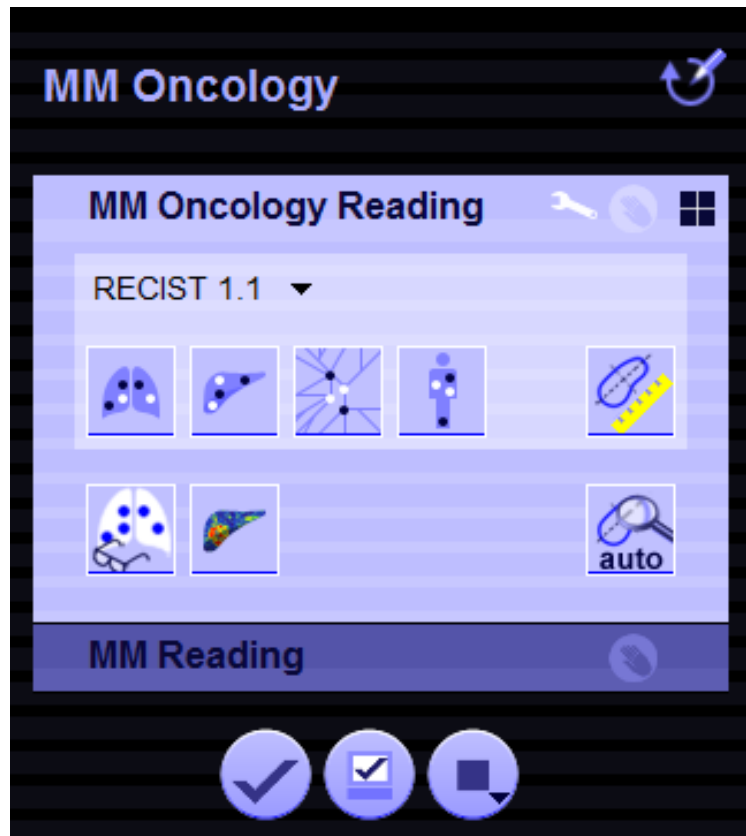 MM Oncology
MM Oncology Reading
RECIST 1.1
auto
MM Reading